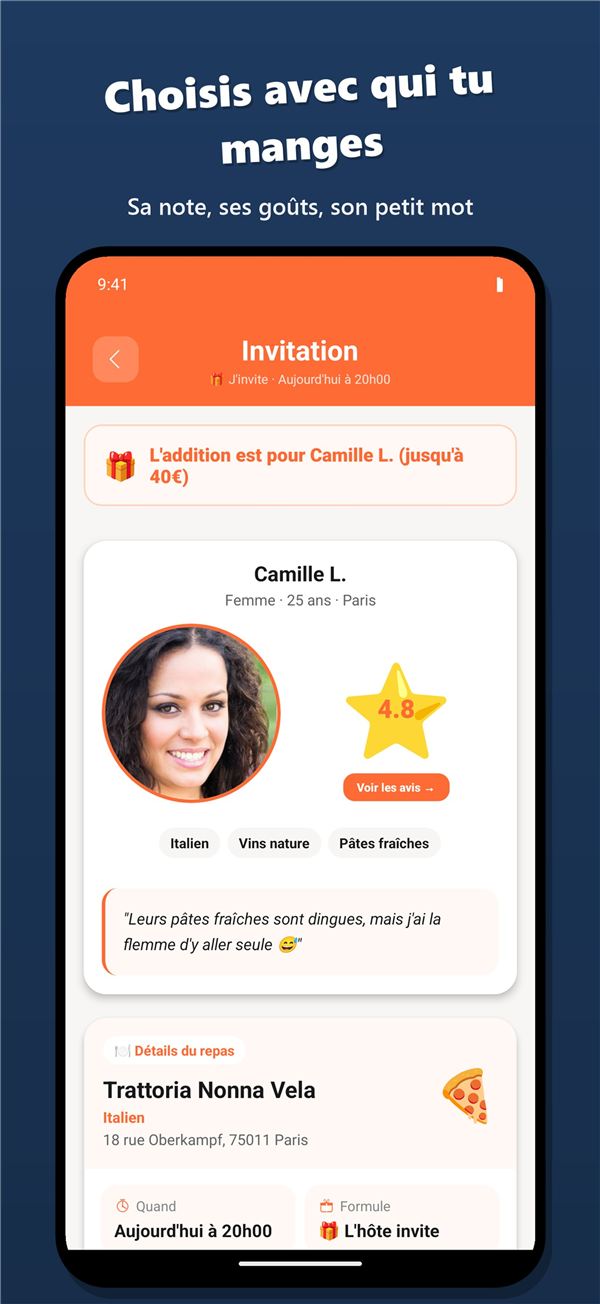 Choisis avec qui tu
manges
Sa note, ses goûts, son petit mot
9:41
Invitation
🎁 J'invite · Aujourd'hui à 20h00
🎁 L'addition est pour Camille L. (jusqu'à
40€)
Camille L.
Femme · 25 ans · Paris
4.8
Voir les avis →
Italien Vins nature Pâtes fraîches
"Leurs pâtes fraîches sont dingues, mais j'ai la
flemme d'y aller seule 😅"
🍽️ Détails du repas
Trattoria Nonna Vela
Italien
18 rue Oberkampf, 75011 Paris
Quand Formule
Aujourd'hui à 20h00 🎁 L'hôte invite